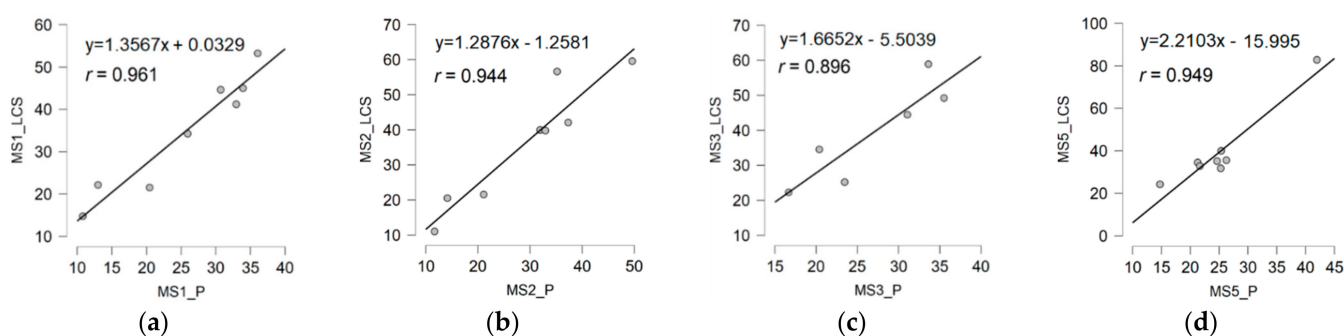 y=1.3567x + 0.0329
r = 0.961
MS1_LCS
60
50
40
30
20
10
10 15 20 25 30 35 40
MS1_P
(a)
y=1.2876x - 1.2581
r = 0.944
MS2_LCS
70
60
50
40
30
20
10
10 20 30 40 50
MS2_P
(b)
y=1.6652x - 5.5039
r = 0.896
MS3_LCS
70
60
50
40
30
20
10
15 20 25 30 35 40
MS3_P
(c)
y=2.2103x - 15.995
r = 0.949
MS5_LCS
100
80
60
40
20
0
10 15 20 25 30 35 40 45
MS5_P
(d)